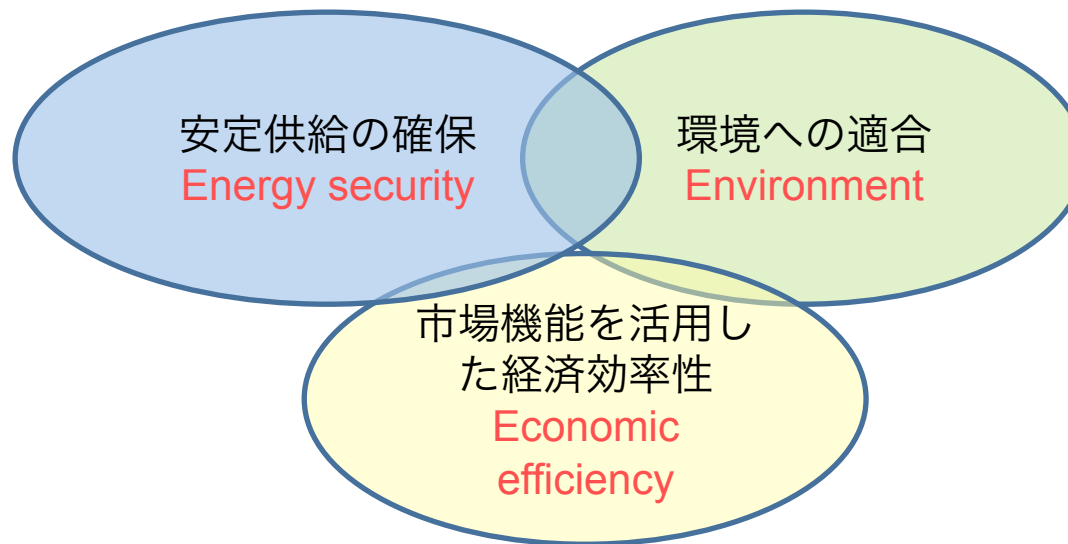 安定供給の確保
Energy security
環境への適合
Environment
市場機能を活用し
た経済効率性
Economic
efficiency